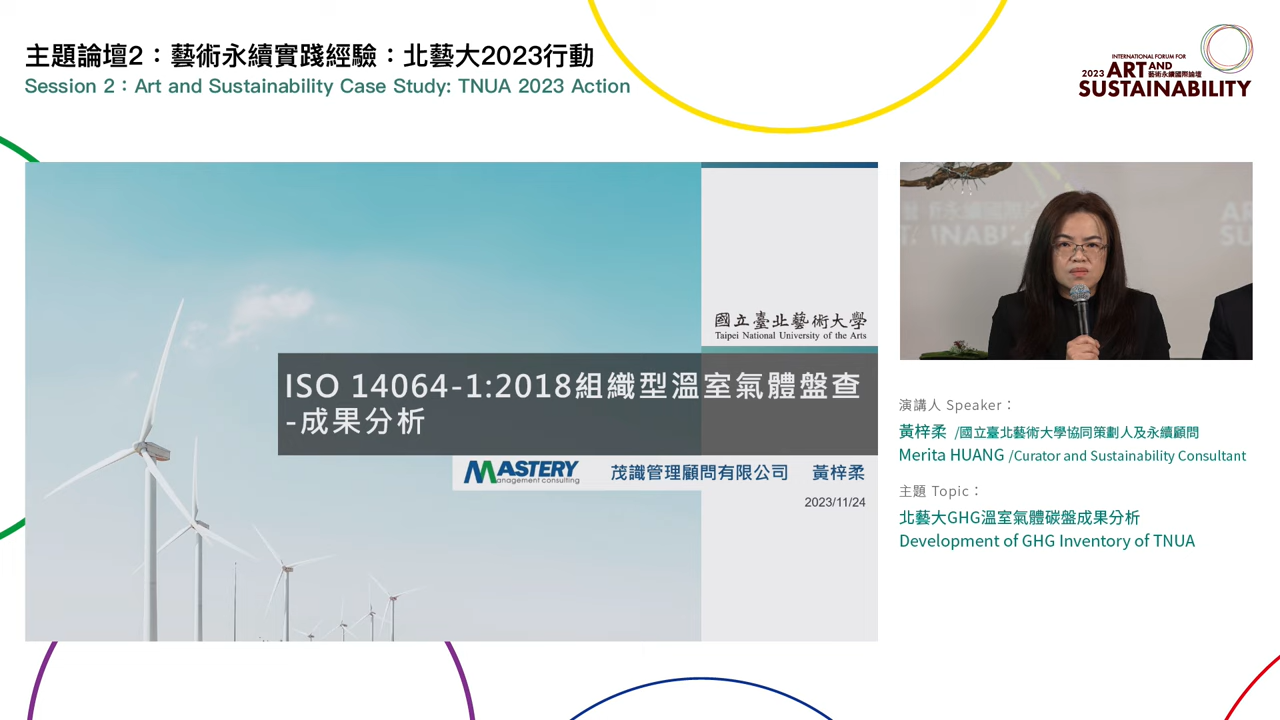 主題論壇2：藝術永續實踐經驗：北藝大2023行動
Session 2：Art and Sustainability Case Study: TNUA 2023 Action
INTERNATIONAL FORUM FOR
2023 ART AND 藝術永續國際論壇
SUSTAINABILITY
國立臺北藝術大學
Taipei National University of the Arts
ISO 14064-1:2018組織型溫室氣體盤查
-成果分析
MASTERY
management consulting
茂識管理顧問有限公司 黃梓柔
2023/11/24
演講人 Speaker：
黃梓柔 /國立臺北藝術大學協同策劃人及永續顧問
Merita HUANG /Curator and Sustainability Consultant
主題 Topic：
北藝大GHG溫室氣體碳盤成果分析
Development of GHG Inventory of TNUA